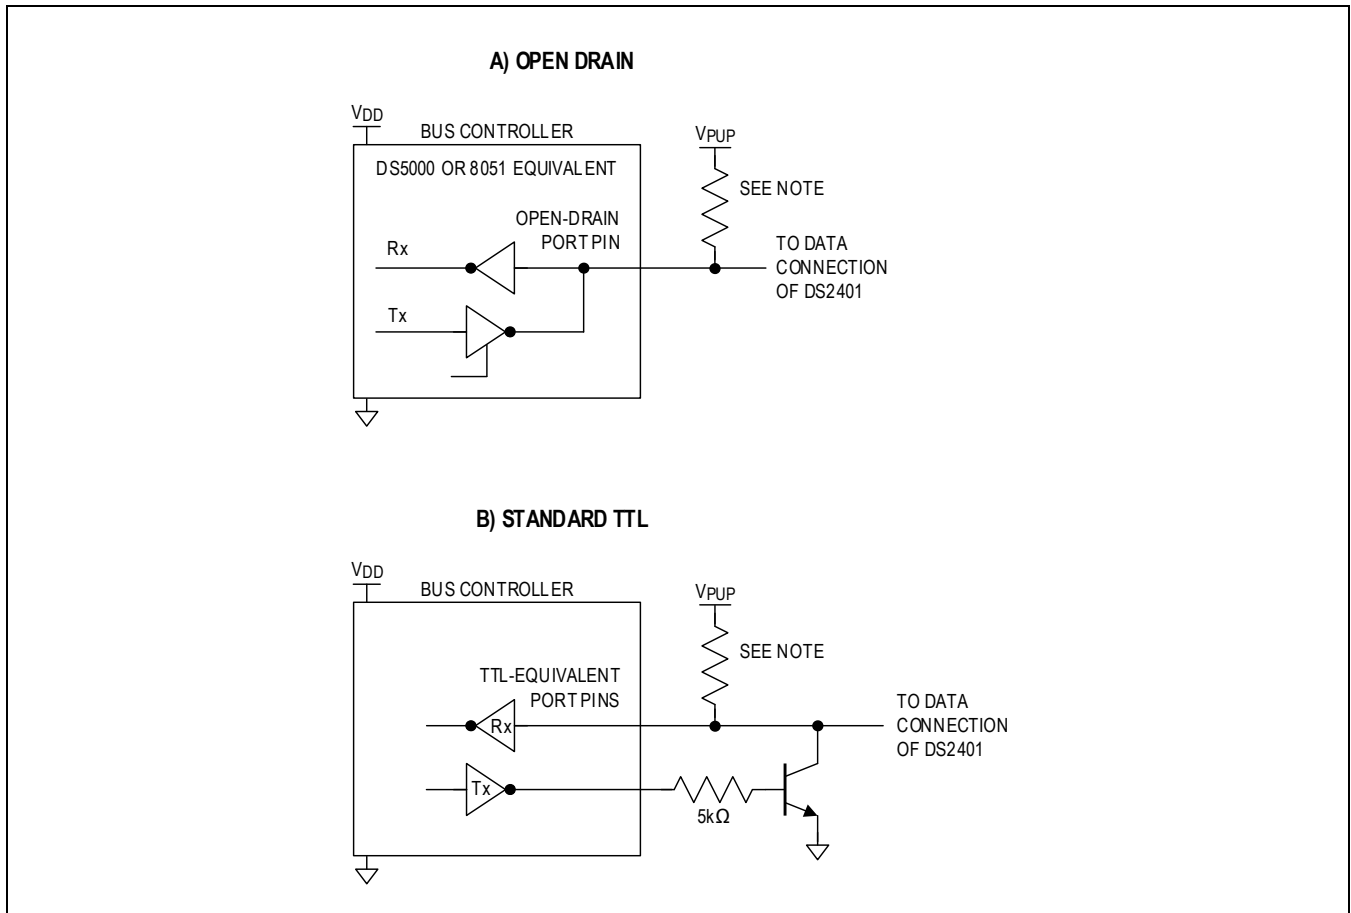 A) OPEN DRAIN
VDD
BUS CONTROLLER
VPUP
DS5000 OR 8051 EQUIVALENT
SEE NOTE
OPEN-DRAIN
PORT PIN
Rx
TO DATA
CONNECTION
OF DS2401
Tx
B) STANDARD TTL
VDD
BUS CONTROLLER
VPUP
SEE NOTE
TTL-EQUIVALENT
PORT PINS
Rx
TO DATA
CONNECTION
OF DS2401
Tx
5kΩ